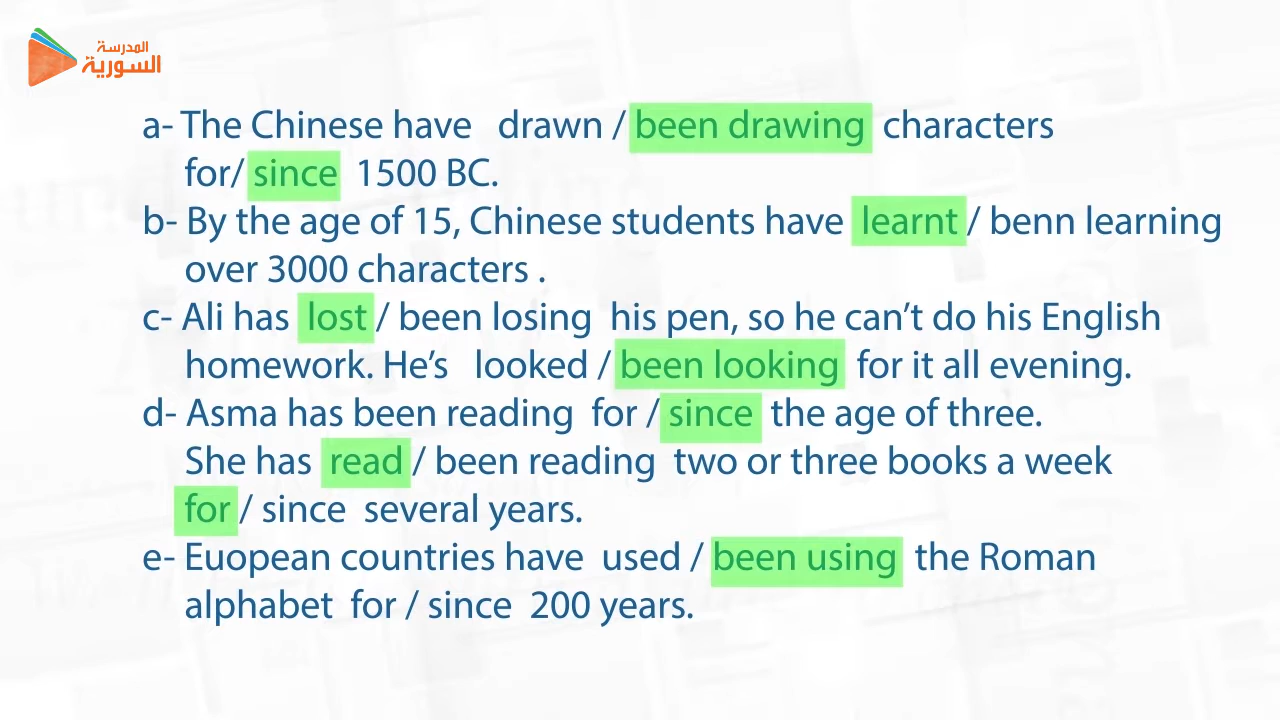 المدرسة
السورية
a- The Chinese have drawn / been drawing characters
for/ since 1500 BC.
b- By the age of 15, Chinese students have learnt / benn learning
over 3000 characters .
c- Ali has lost / been losing his pen, so he can’t do his English
homework. He’s looked / been looking for it all evening.
d- Asma has been reading for / since the age of three.
She has read / been reading two or three books a week
for / since several years.
e- Euopean countries have used / been using the Roman
alphabet for / since 200 years.